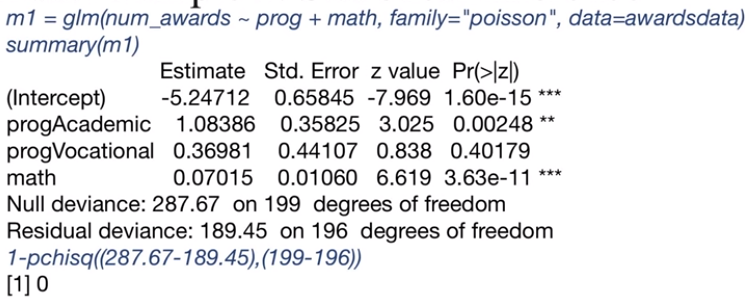 m1 = glm(num_awards ~ prog + math, family="poisson", data=awardsdata)
summary(m1)
Estimate Std. Error z value Pr(>|z|)
(Intercept) -5.24712 0.65845 -7.969 1.60e-15 ***
progAcademic 1.08386 0.35825 3.025 0.00248 **
progVocational 0.36981 0.44107 0.838 0.40179
math 0.07015 0.01060 6.619 3.63e-11 ***
Null deviance: 287.67 on 199 degrees of freedom
Residual deviance: 189.45 on 196 degrees of freedom
1-pchisq((287.67-189.45),(199-196))
[1] 0